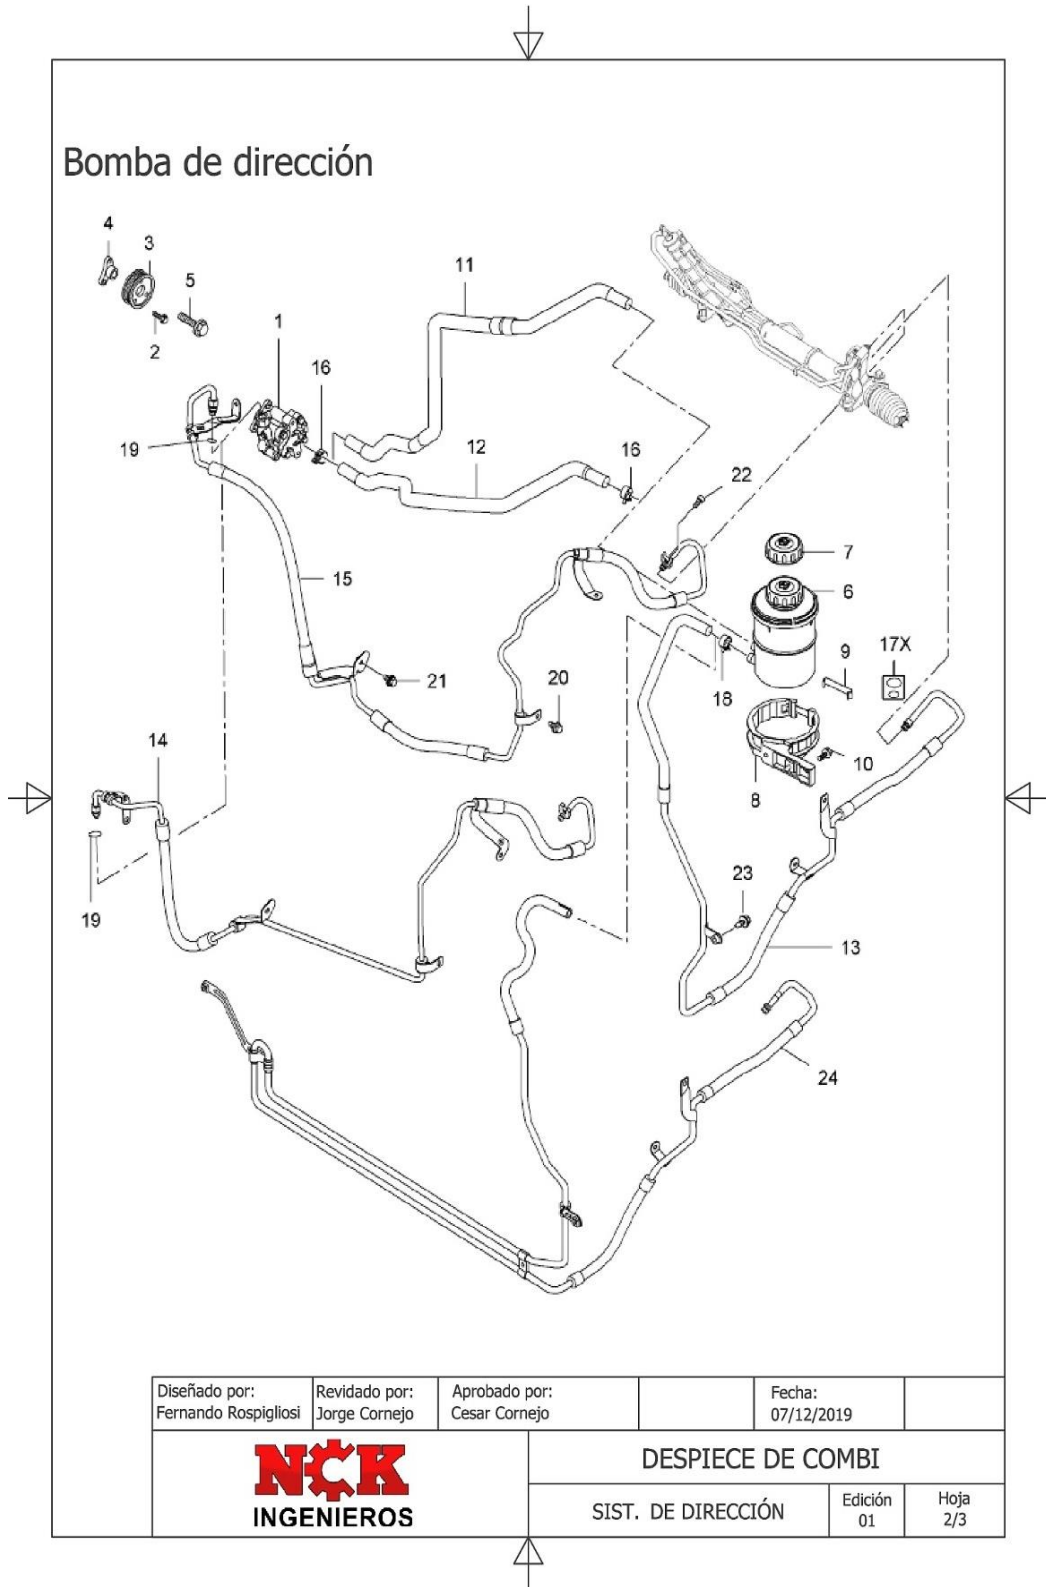 Bomba de dirección
4
3
5
11
1
2
16
19
12
16
22
7
15
6
17X
9
21
20
18
14
10
8
23
19
13
24
Diseñado por:
Fernando Rospigliosi
Revidado por:
Jorge Cornejo
Aprobado por:
Cesar Cornejo
Fecha:
07/12/2019
NCK
INGENIEROS
DESPIECE DE COMBI
SIST. DE DIRECCIÓN
Edición
01
Hoja
2/3